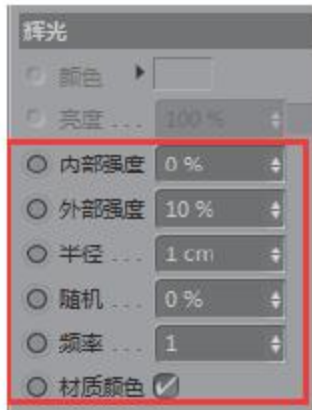 辉光
颜色
亮度 . . . 100 %
内部强度 0 %
外部强度 10 %
半径 . . . 1 cm
随机 . . . 0 %
频率 . . . 1
材质颜色